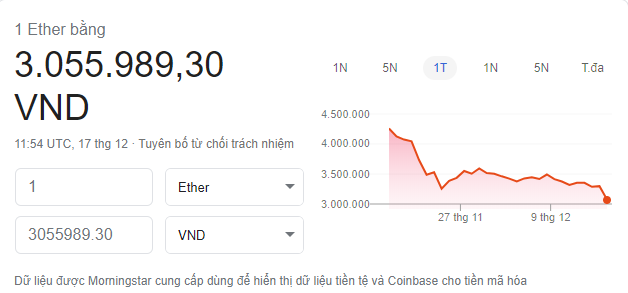 1 Ether bằng
3.055.989,30
VND
11:54 UTC, 17 thg 12 · Tuyên bố từ chối trách nhiệm
1 Ether
3055989.30 VND
1N 5N 1T 1N 5N T.đa
4.500.000
4.000.000
3.500.000
3.000.000
27 thg 11 9 thg 12
Dữ liệu được Morningstar cung cấp dùng để hiển thị dữ liệu tiền tệ và Coinbase cho tiền mã hóa